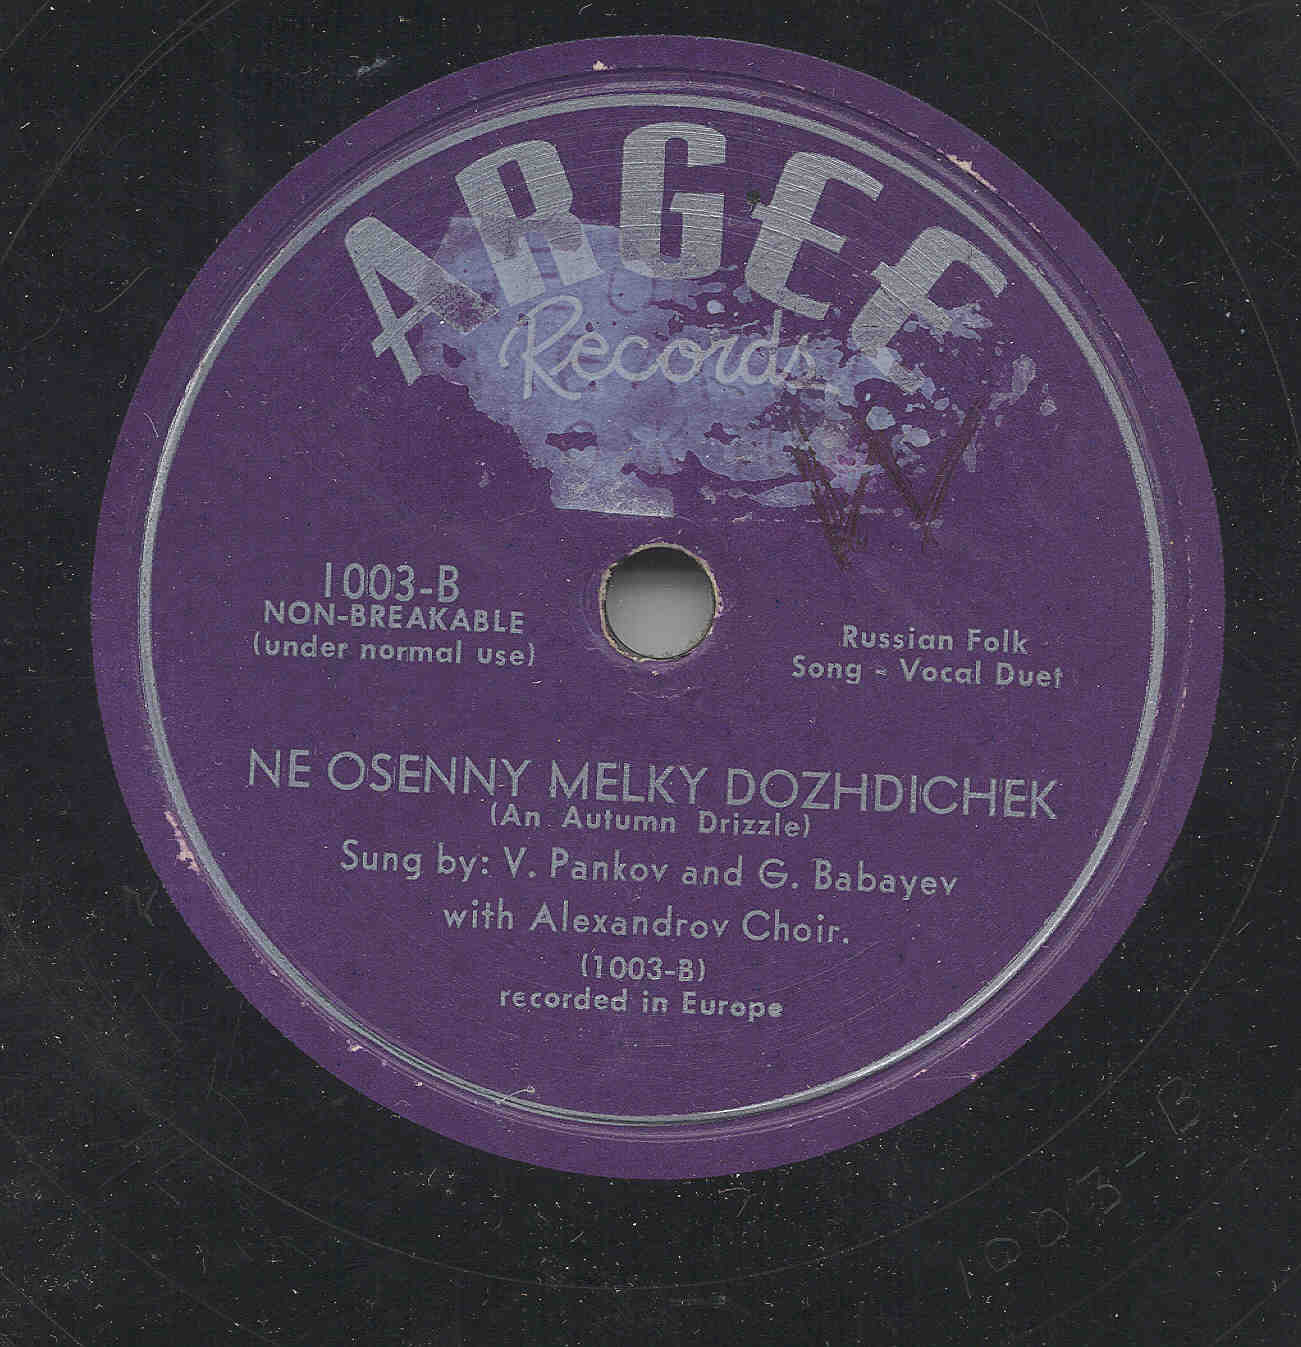 ARGEE
Records
1003-B
NON-BREAKABLE
(under normal use)
Russian Folk
Song - Vocal Duet
NE OSENNY MELKY DOZHDICHEK
(An Autumn Drizzle)
Sung by: V. Pankov and G. Babayev
with Alexandrov Choir.
(1003-B)
recorded in Europe
1003-B